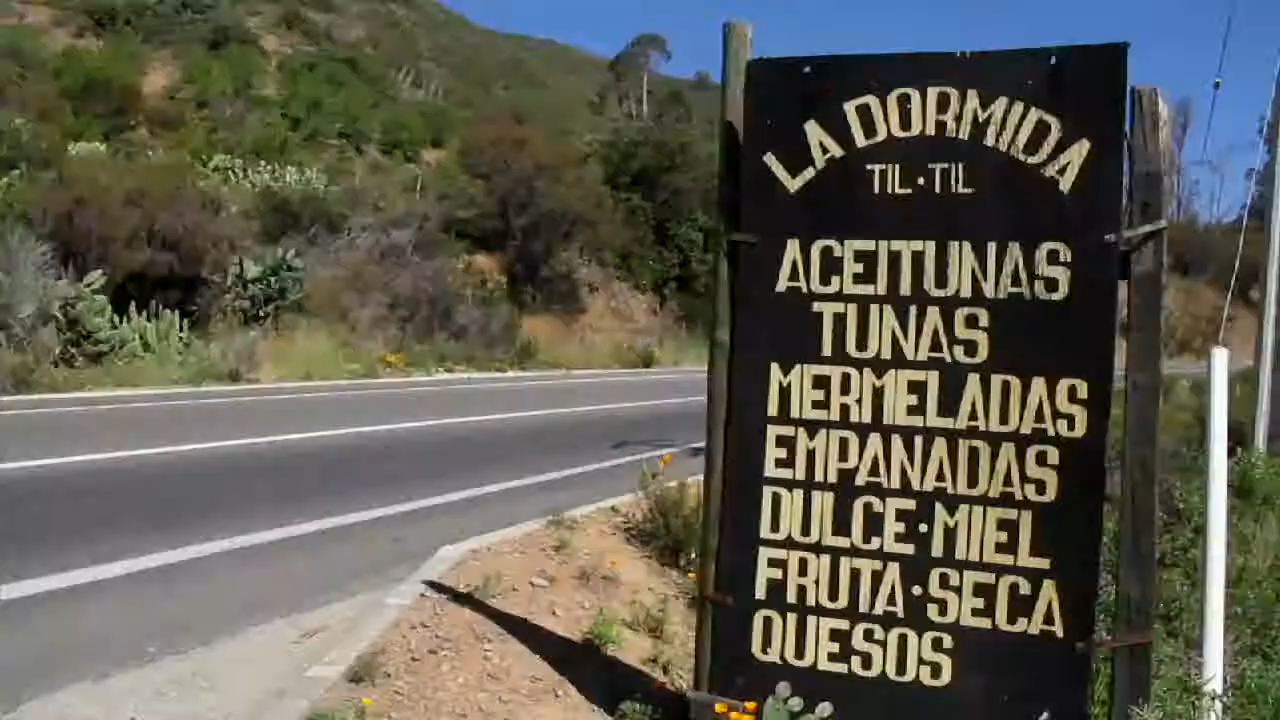 LA DORMIDA
TIL·TIL
ACEITUNAS
TUNAS
MERMELADAS
EMPANADAS
DULCE·MIEL
FRUTA·SECA
QUESOS